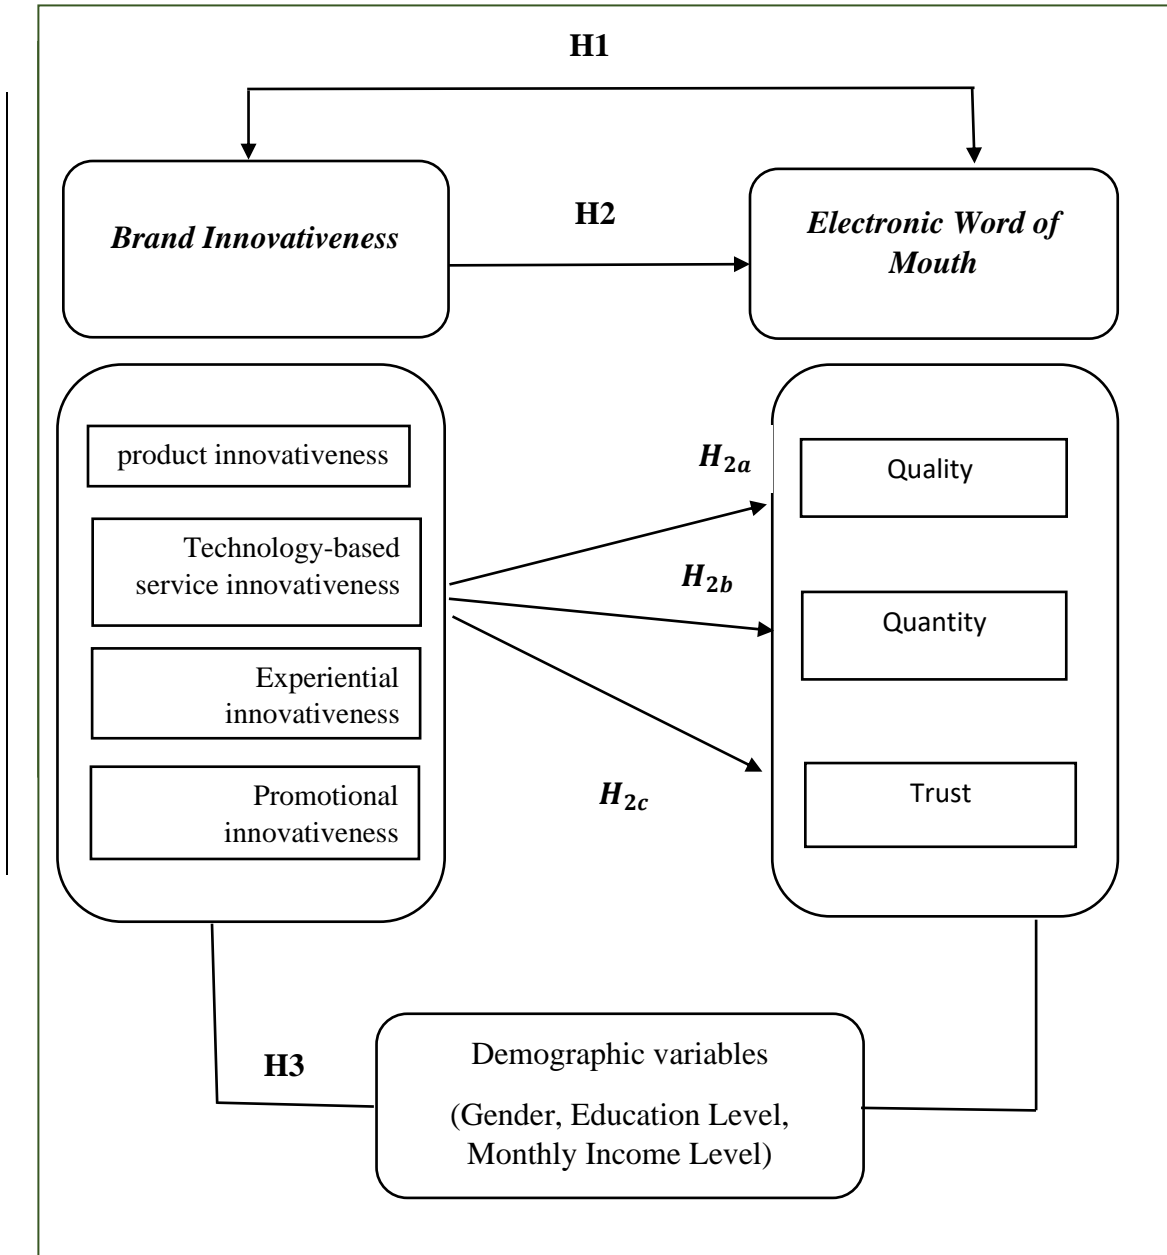 H1
Brand Innovativeness
H2
Electronic Word of
Mouth
product innovativeness
Technology-based
service innovativeness
Experiential
innovativeness
Promotional
innovativeness
H2a
H2b
H2c
Quality
Quantity
Trust
H3
Demographic variables
(Gender, Education Level,
Monthly Income Level)